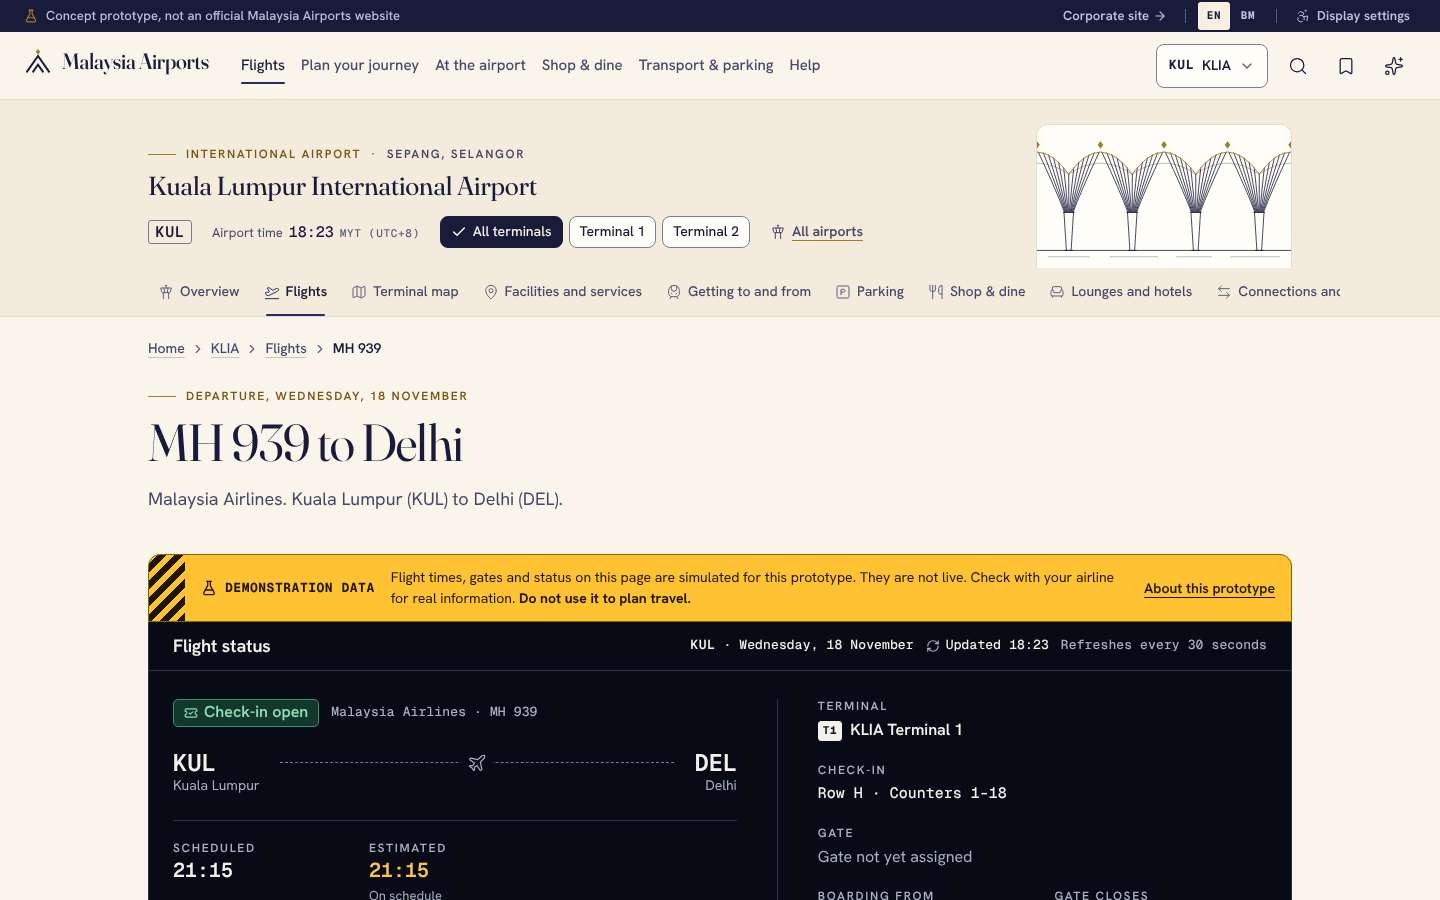 Concept prototype, not an official Malaysia Airports website
Corporate site
EN
BM
Display settings
Malaysia Airports
Flights
Plan your journey
At the airport
Shop & dine
Transport & parking
Help
KUL KLIA
INTERNATIONAL AIRPORT · SEPANG, SELANGOR
Kuala Lumpur International Airport
KUL
Airport time 18:23 MYT (UTC+8)
All terminals
Terminal 1
Terminal 2
All airports
Overview
Flights
Terminal map
Facilities and services
Getting to and from
Parking
Shop & dine
Lounges and hotels
Connections and
Home
KLIA
Flights
MH 939
DEPARTURE, WEDNESDAY, 18 NOVEMBER
MH 939 to Delhi
Malaysia Airlines. Kuala Lumpur (KUL) to Delhi (DEL).
DEMONSTRATION DATA
Flight times, gates and status on this page are simulated for this prototype. They are not live. Check with your airline
for real information. Do not use it to plan travel.
About this prototype
Flight status
KUL · Wednesday, 18 November
Updated 18:23
Refreshes every 30 seconds
Check-in open
Malaysia Airlines · MH 939
KUL
Kuala Lumpur
DEL
Delhi
SCHEDULED
21:15
ESTIMATED
21:15
On schedule
TERMINAL
T1 KLIA Terminal 1
CHECK-IN
Row H · Counters 1–18
GATE
Gate not yet assigned
BOARDING FROM
GATE CLOSES